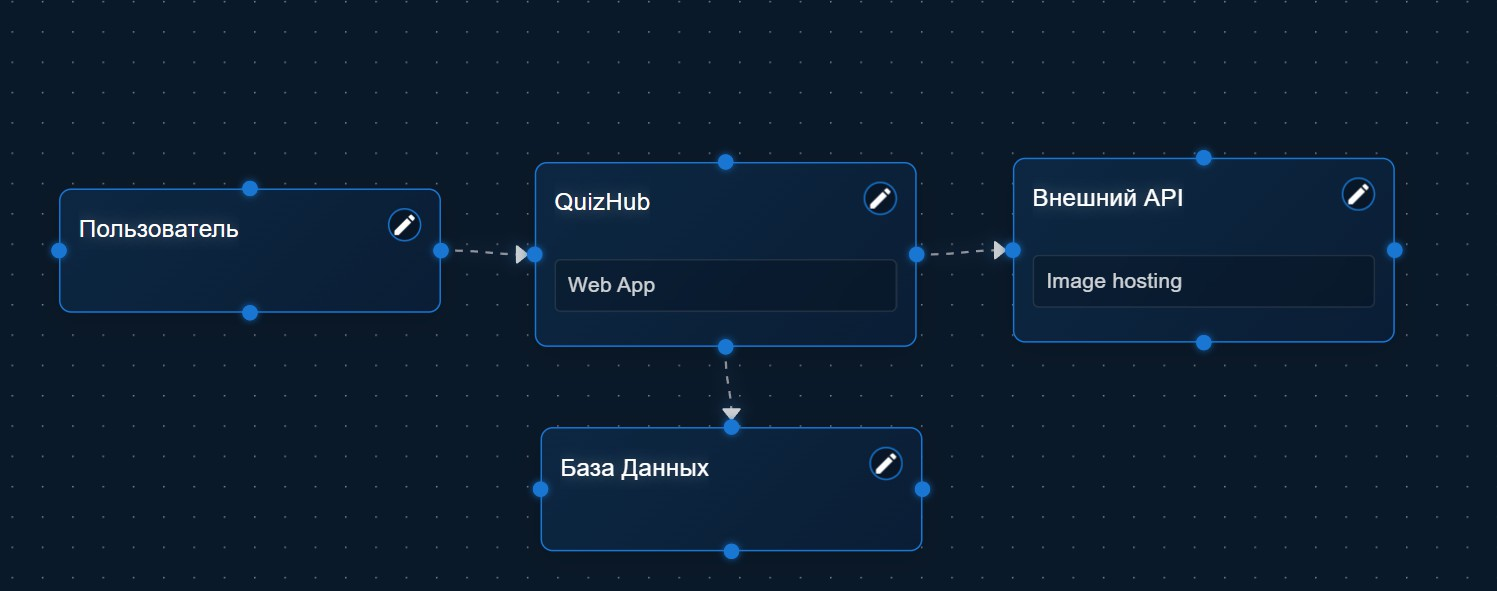 Пользователь
QuizHub
Web App
Внешний API
Image hosting
База Данных